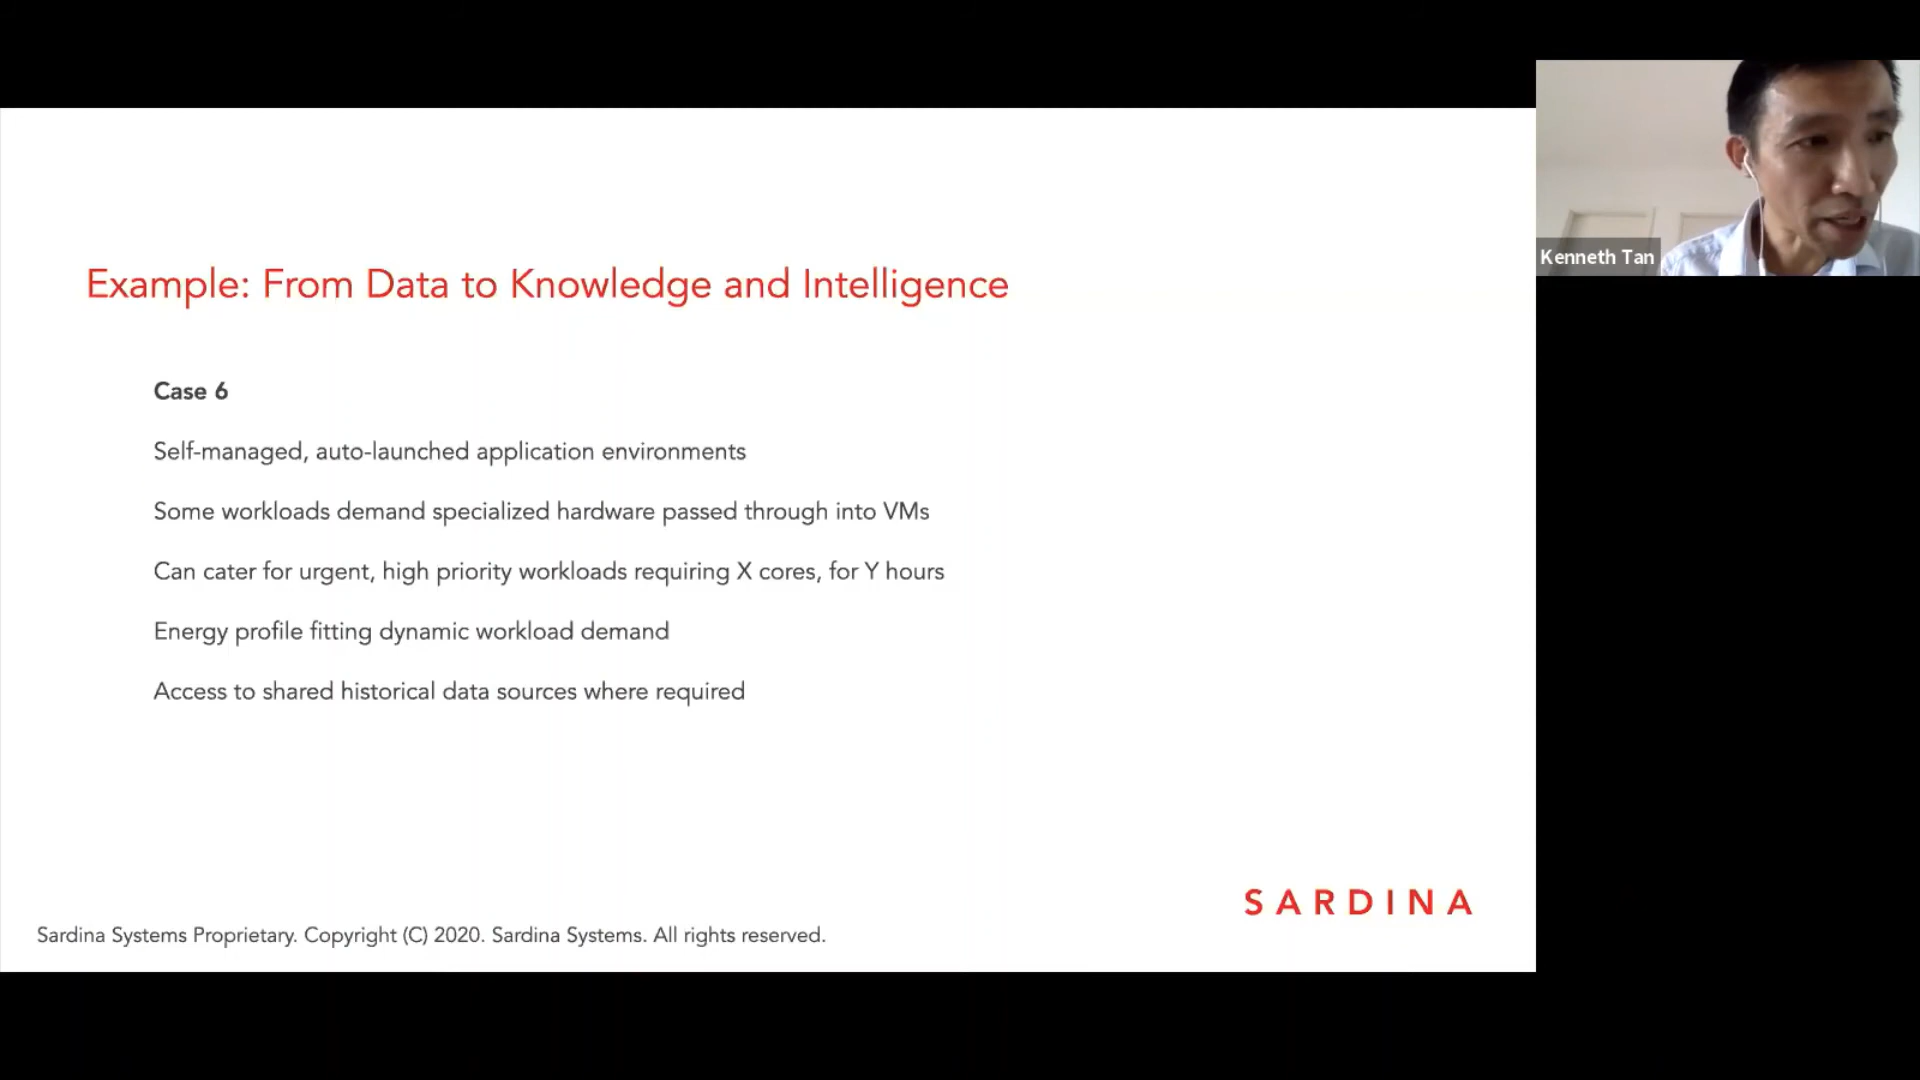 Example: From Data to Knowledge and Intelligence
Case 6
Self-managed, auto-launched application environments
Some workloads demand specialized hardware passed through into VMs
Can cater for urgent, high priority workloads requiring X cores, for Y hours
Energy profile fitting dynamic workload demand
Access to shared historical data sources where required
SARDINA
Sardina Systems Proprietary. Copyright (C) 2020. Sardina Systems. All rights reserved.
Kenneth Tan